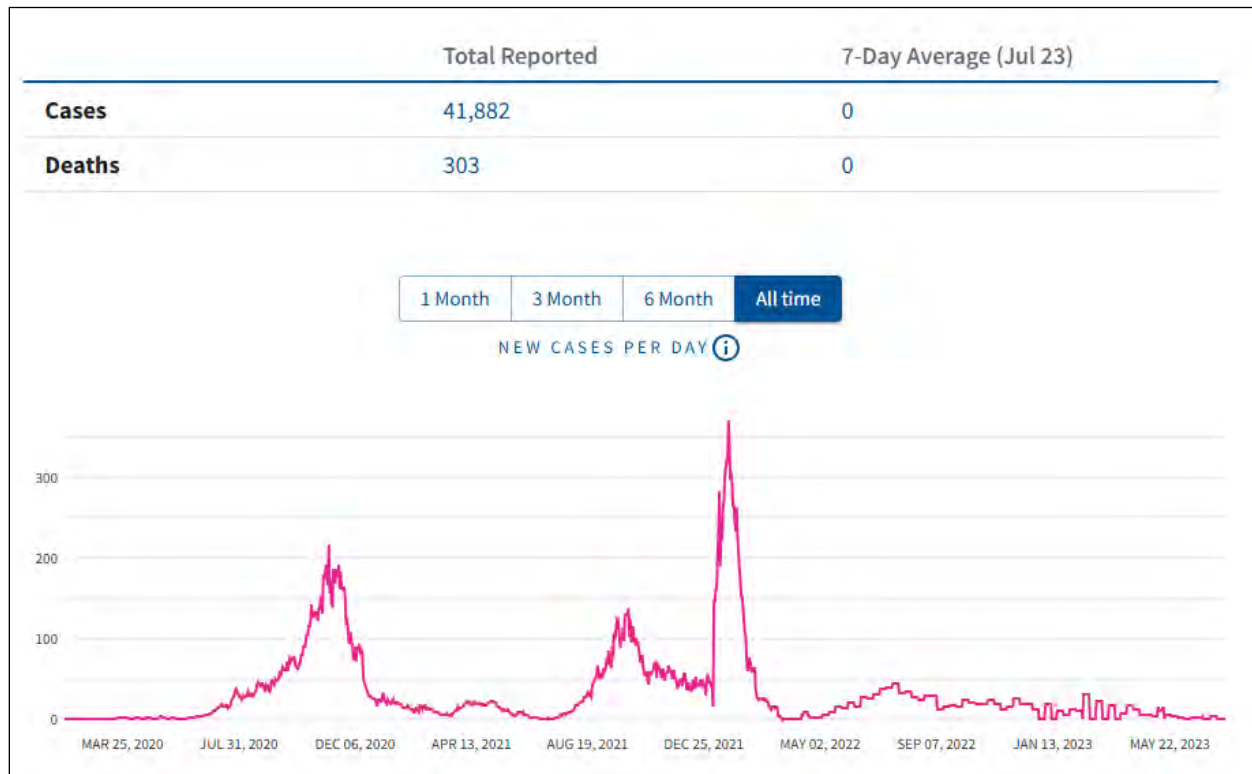 Total Reported 7-Day Average (Jul 23)
Cases 41,882 0
Deaths 303 0
1 Month 3 Month 6 Month All time
NEW CASES PER DAY
300
200
100
0
MAR 25, 2020 JUL 31, 2020 DEC 06, 2020 APR 13, 2021 AUG 19, 2021 DEC 25, 2021 MAY 02, 2022 SEP 07, 2022 JAN 13, 2023 MAY 22, 2023